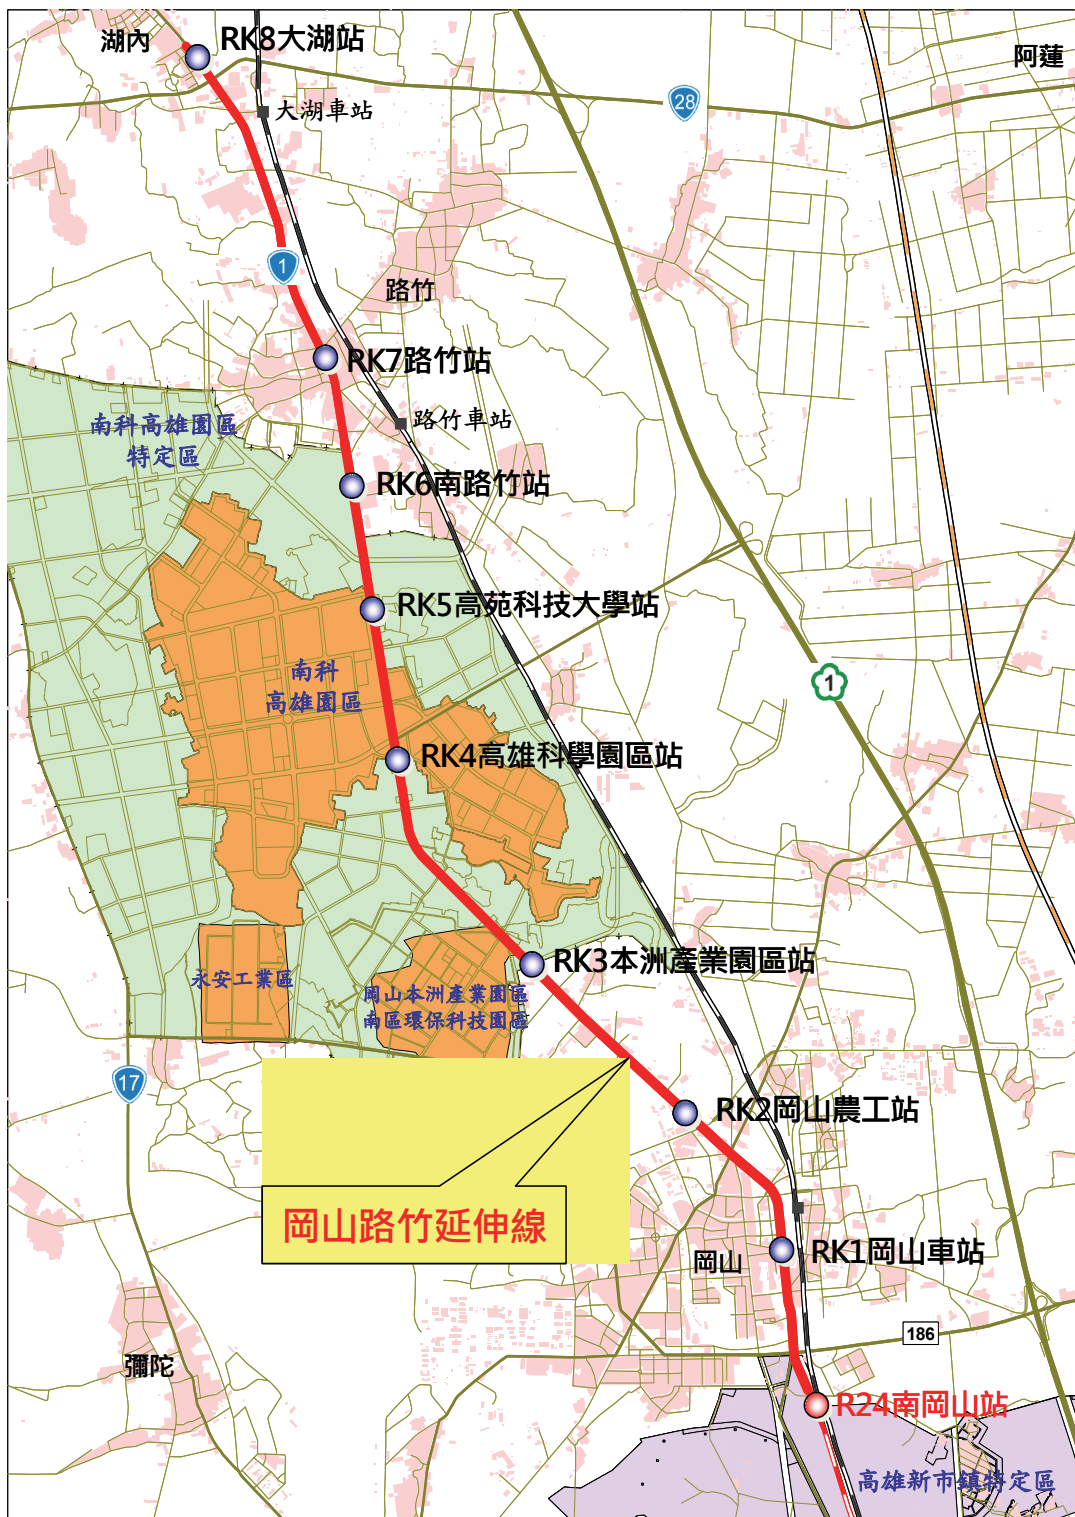 湖內
RK8大湖站
阿蓮
28
大湖車站
1
路竹
RK7路竹站
南科高雄園區
特定區
路竹車站
RK6南路竹站
RK5高苑科技大學站
南科
高雄園區
1
RK4高雄科學園區站
RK3本洲產業園區站
永安工業區
岡山本洲產業園區
南區環保科技園區
17
RK2岡山農工站
岡山路竹延伸線
RK1岡山車站
岡山
186
彌陀
R24南岡山站
高雄新市鎮特定區